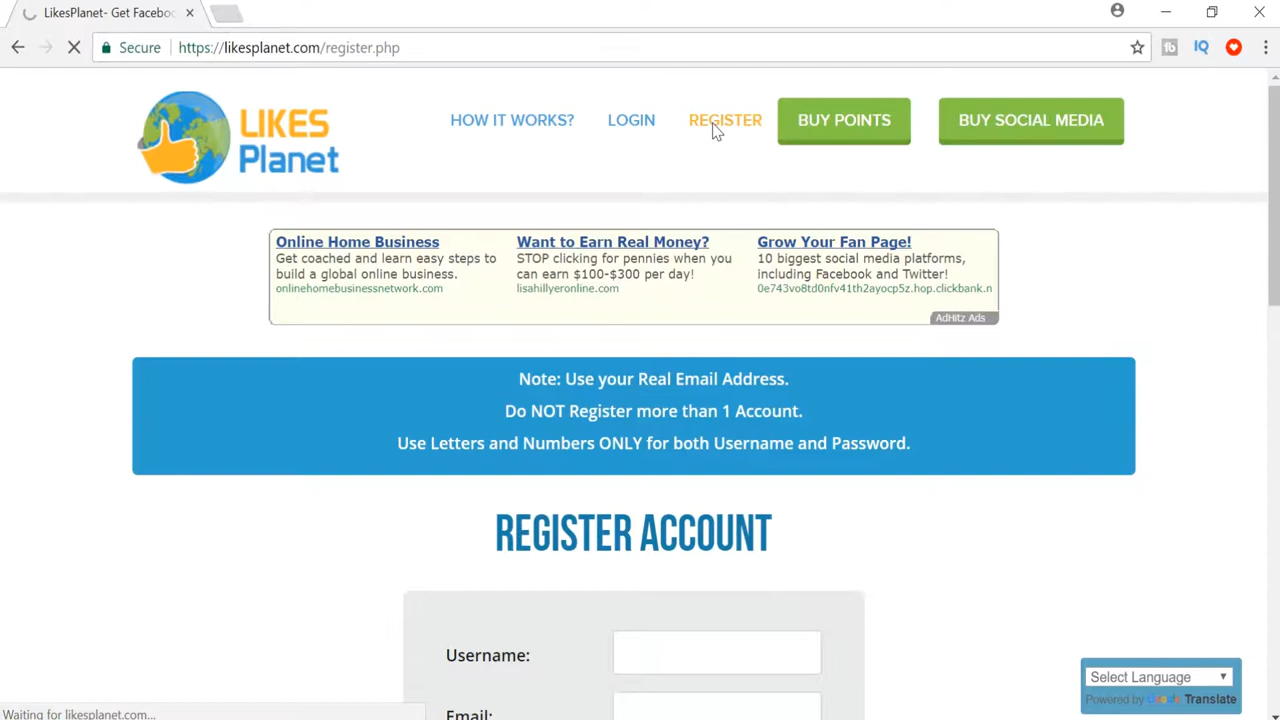 LikesPlanet- Get Faceboo
Secure
https://likesplanet.com/register.php
fb
IQ
LIKES
Planet
HOW IT WORKS?
LOGIN
REGISTER
BUY POINTS
BUY SOCIAL MEDIA
Online Home Business
Get coached and learn easy steps to
build a global online business.
onlinehomebusinessnetwork.com
Want to Earn Real Money?
STOP clicking for pennies when you
can earn $100-$300 per day!
lisahillyeronline.com
Grow Your Fan Page!
10 biggest social media platforms,
including Facebook and Twitter!
0e743vo8td0nfv41th2ayocp5z.hop.clickbank.n
AdHitz Ads
Note: Use your Real Email Address.
Do NOT Register more than 1 Account.
Use Letters and Numbers ONLY for both Username and Password.
REGISTER ACCOUNT
Username:
Email:
Select Language
Powered by Google Translate
Waiting for likesplanet.com...